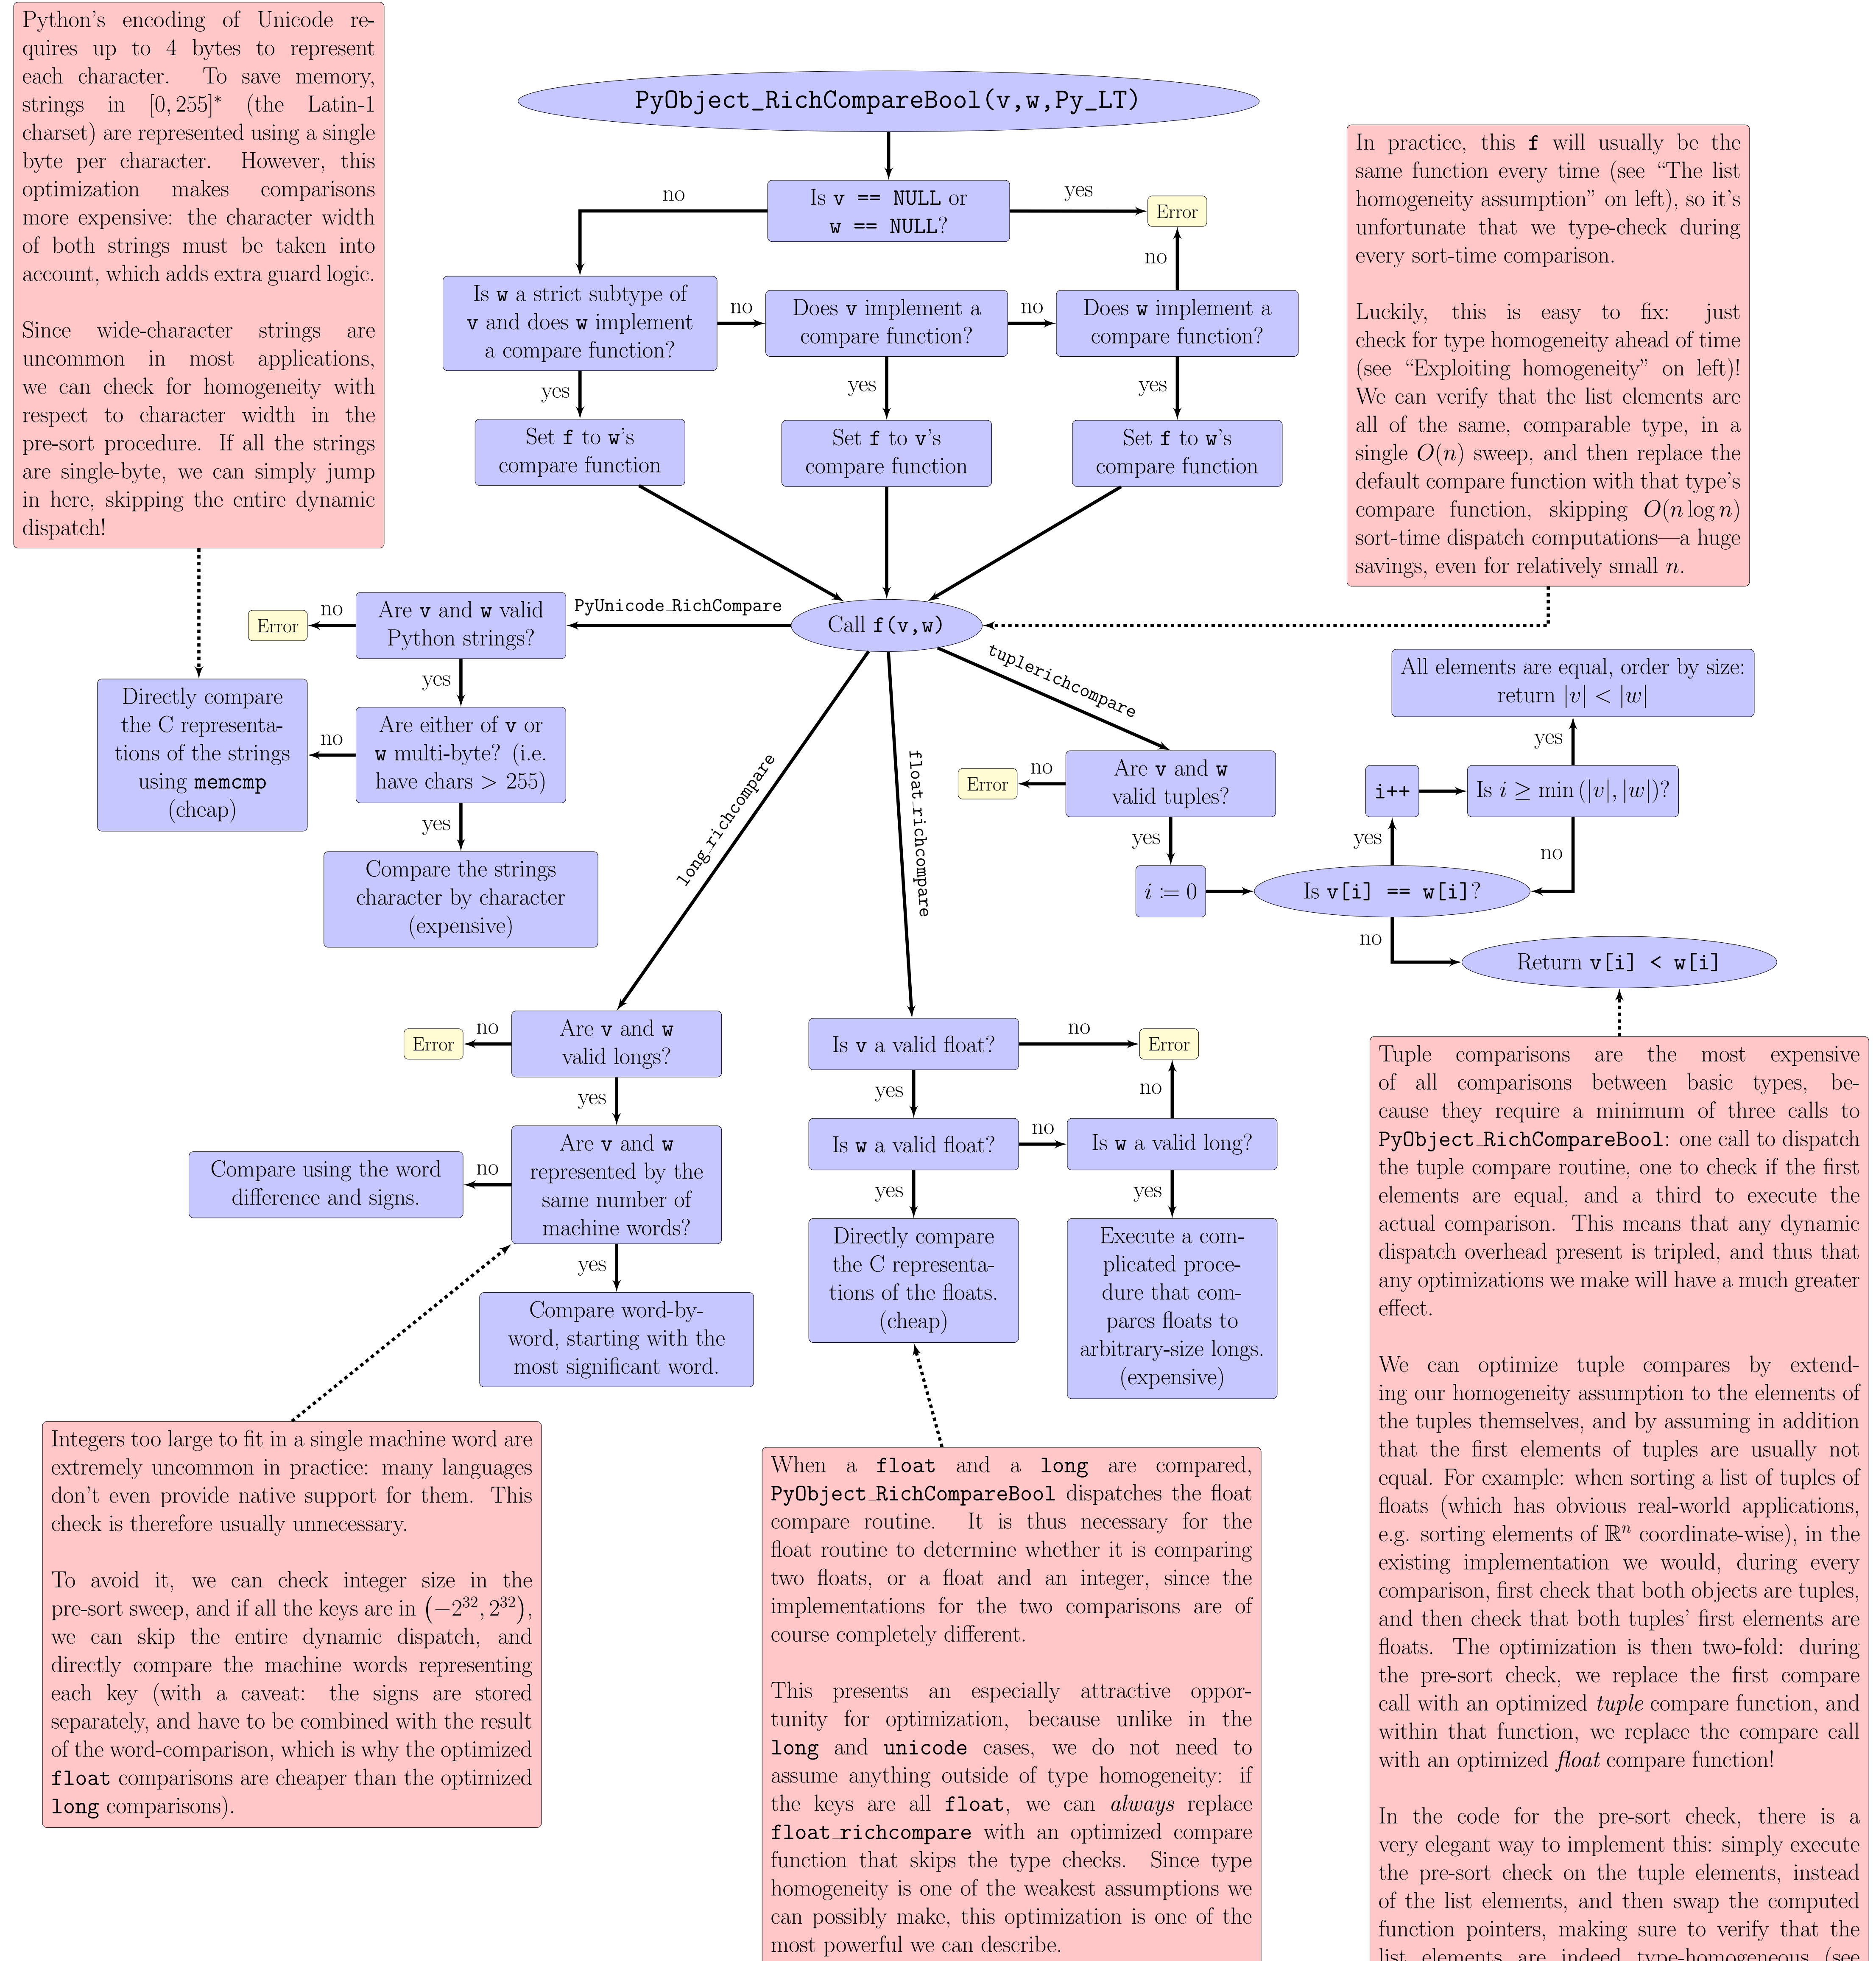 Python's encoding of Unicode re-
quires up to 4 bytes to represent
each character. To save memory,
strings in [0, 255]* (the Latin-1
charset) are represented using a single
byte per character. However, this
optimization makes comparisons
more expensive: the character width
of both strings must be taken into
account, which adds extra guard logic.
Since wide-character strings are
uncommon in most applications,
we can check for homogeneity with
respect to character width in the
pre-sort procedure. If all the strings
are single-byte, we can simply jump
in here, skipping the entire dynamic
dispatch!
PyObject_RichCompareBool(v,w,Py_LT)
Is v == NULL or
w == NULL?
no
yes
Error
no
Is w a strict subtype of
v and does w implement
a compare function?
no
Does v implement a
compare function?
no
Does w implement a
compare function?
yes
yes
yes
Set f to w's
compare function
Set f to v's
compare function
Set f to w's
compare function
In practice, this f will usually be the
same function every time (see “The list
homogeneity assumption” on left), so it's
unfortunate that we type-check during
every sort-time comparison.
Luckily, this is easy to fix: just
check for type homogeneity ahead of time
(see “Exploiting homogeneity” on left)!
We can verify that the list elements are
all of the same, comparable type, in a
single O(n) sweep, and then replace the
default compare function with that type's
compare function, skipping O(n log n)
sort-time dispatch computations—a huge
savings, even for relatively small n.
Call f(v,w)
PyUnicode_RichCompare
Are v and w valid
Python strings?
no
Error
yes
Are either of v or
w multi-byte? (i.e.
have chars > 255)
no
Directly compare
the C representa-
tions of the strings
using memcmp
(cheap)
yes
Compare the strings
character by character
(expensive)
long_richcompare
float_richcompare
tuplerichcompare
Are v and w
valid tuples?
no
Error
yes
i := 0
Is v[i] == w[i]?
yes
i++
Is i ≥ min (|v|, |w|)?
yes
All elements are equal, order by size:
return |v| < |w|
no
no
Return v[i] < w[i]
Are v and w
valid longs?
no
Error
yes
Are v and w
represented by the
same number of
machine words?
no
Compare using the word
difference and signs.
yes
Compare word-by-
word, starting with the
most significant word.
Is v a valid float?
no
Error
yes
Is w a valid float?
no
Is w a valid long?
no
yes
yes
Directly compare
the C representa-
tions of the floats.
(cheap)
Execute a com-
plicated proce-
dure that com-
pares floats to
arbitrary-size longs.
(expensive)
Integers too large to fit in a single machine word are
extremely uncommon in practice: many languages
don't even provide native support for them. This
check is therefore usually unnecessary.
To avoid it, we can check integer size in the
pre-sort sweep, and if all the keys are in (−2³², 2³²),
we can skip the entire dynamic dispatch, and
directly compare the machine words representing
each key (with a caveat: the signs are stored
separately, and have to be combined with the result
of the word-comparison, which is why the optimized
float comparisons are cheaper than the optimized
long comparisons).
When a float and a long are compared,
PyObject_RichCompareBool dispatches the float
compare routine. It is thus necessary for the
float routine to determine whether it is comparing
two floats, or a float and an integer, since the
implementations for the two comparisons are of
course completely different.
This presents an especially attractive oppor-
tunity for optimization, because unlike in the
long and unicode cases, we do not need to
assume anything outside of type homogeneity: if
the keys are all float, we can always replace
float_richcompare with an optimized compare
function that skips the type checks. Since type
homogeneity is one of the weakest assumptions we
can possibly make, this optimization is one of the
most powerful we can describe.
Tuple comparisons are the most expensive
of all comparisons between basic types, be-
cause they require a minimum of three calls to
PyObject_RichCompareBool: one call to dispatch
the tuple compare routine, one to check if the first
elements are equal, and a third to execute the
actual comparison. This means that any dynamic
dispatch overhead present is tripled, and thus that
any optimizations we make will have a much greater
effect.
We can optimize tuple compares by extend-
ing our homogeneity assumption to the elements of
the tuples themselves, and by assuming in addition
that the first elements of tuples are usually not
equal. For example: when sorting a list of tuples of
floats (which has obvious real-world applications,
e.g. sorting elements of ℝⁿ coordinate-wise), in the
existing implementation we would, during every
comparison, first check that both objects are tuples,
and then check that both tuples' first elements are
floats. The optimization is then two-fold: during
the pre-sort check, we replace the first compare
call with an optimized tuple compare function, and
within that function, we replace the compare call
with an optimized float compare function!
In the code for the pre-sort check, there is a
very elegant way to implement this: simply execute
the pre-sort check on the tuple elements, instead
of the list elements, and then swap the computed
function pointers, making sure to verify that the
list elements are indeed type-homogeneous (see